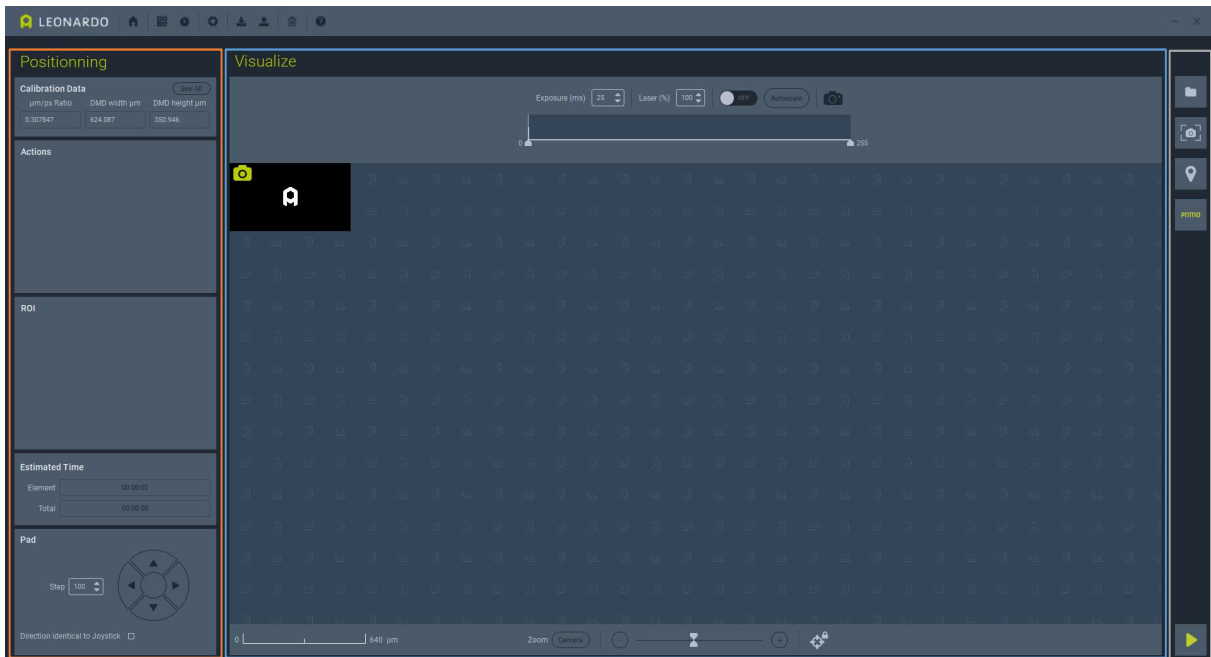 LEONARDO
Positionning
Calibration Data See All
μm/px Ratio DMD width μm DMD height μm
0.307847 624.087 350.946
Actions
ROI
Estimated Time
Element 00:00:00
Total 00:00:00
Pad
Step 100
Direction identical to Joystick
Visualize
Exposure (ms) 25 Laser (%) 100 OFF Autoscale
0 255
0 640 μm Zoom Camera - +
PRIMO